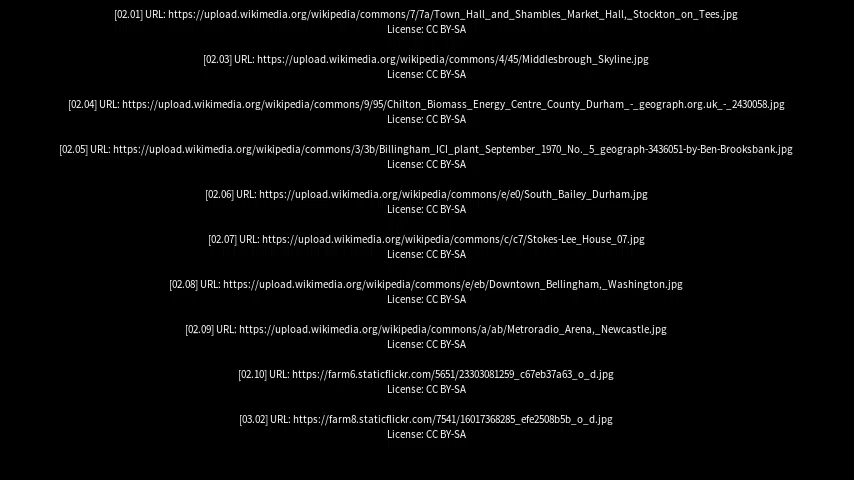 [02.01] URL: https://upload.wikimedia.org/wikipedia/commons/7/7a/Town_Hall_and_Shambles_Market_Hall,_Stockton_on_Tees.jpg
License: CC BY-SA
[02.03] URL: https://upload.wikimedia.org/wikipedia/commons/4/45/Middlesbrough_Skyline.jpg
License: CC BY-SA
[02.04] URL: https://upload.wikimedia.org/wikipedia/commons/9/95/Chilton_Biomass_Energy_Centre_County_Durham_-_geograph.org.uk_-_2430058.jpg
License: CC BY-SA
[02.05] URL: https://upload.wikimedia.org/wikipedia/commons/3/3b/Billingham_ICI_plant_September_1970_No._5_geograph-3436051-by-Ben-Brooksbank.jpg
License: CC BY-SA
[02.06] URL: https://upload.wikimedia.org/wikipedia/commons/e/e0/South_Bailey_Durham.jpg
License: CC BY-SA
[02.07] URL: https://upload.wikimedia.org/wikipedia/commons/c/c7/Stokes-Lee_House_07.jpg
License: CC BY-SA
[02.08] URL: https://upload.wikimedia.org/wikipedia/commons/e/eb/Downtown_Bellingham,_Washington.jpg
License: CC BY-SA
[02.09] URL: https://upload.wikimedia.org/wikipedia/commons/a/ab/Metroradio_Arena,_Newcastle.jpg
License: CC BY-SA
[02.10] URL: https://farm6.staticflickr.com/5651/23303081259_c67eb37a63_o_d.jpg
License: CC BY-SA
[03.02] URL: https://farm8.staticflickr.com/7541/16017368285_efe2508b5b_o_d.jpg
License: CC BY-SA